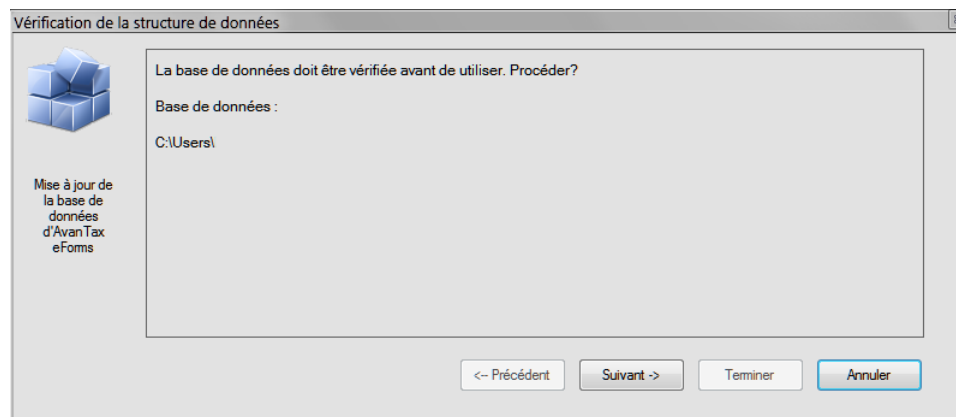 Vérification de la structure de données
La base de données doit être vérifiée avant de utiliser. Procéder?
Base de données :
C:\Users\
Mise à jour de
la base de
données
d'AvanTax
eForms
<-- Précédent
Suivant ->
Terminer
Annuler